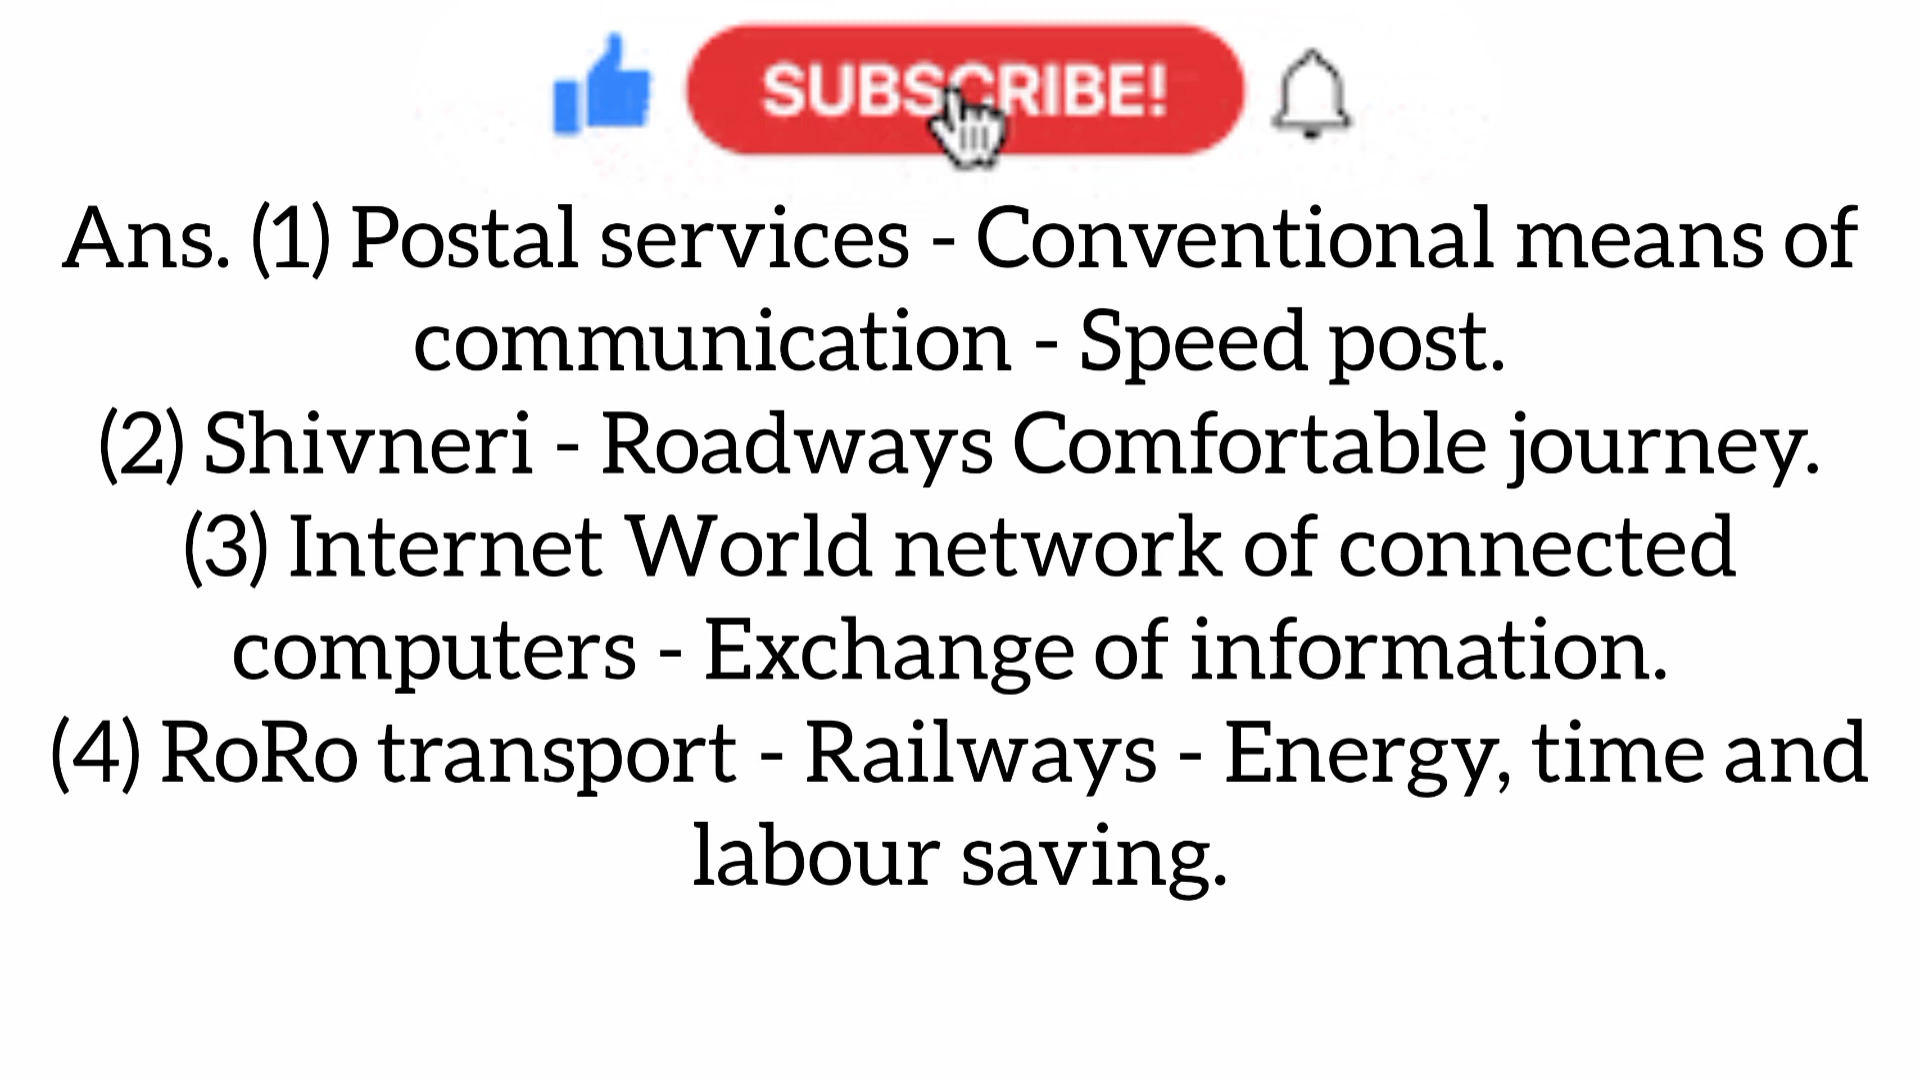 SUBSCRIBE!
Ans. (1) Postal services - Conventional means of
communication - Speed post.
(2) Shivneri - Roadways Comfortable journey.
(3) Internet World network of connected
computers - Exchange of information.
(4) RoRo transport - Railways - Energy, time and
labour saving.